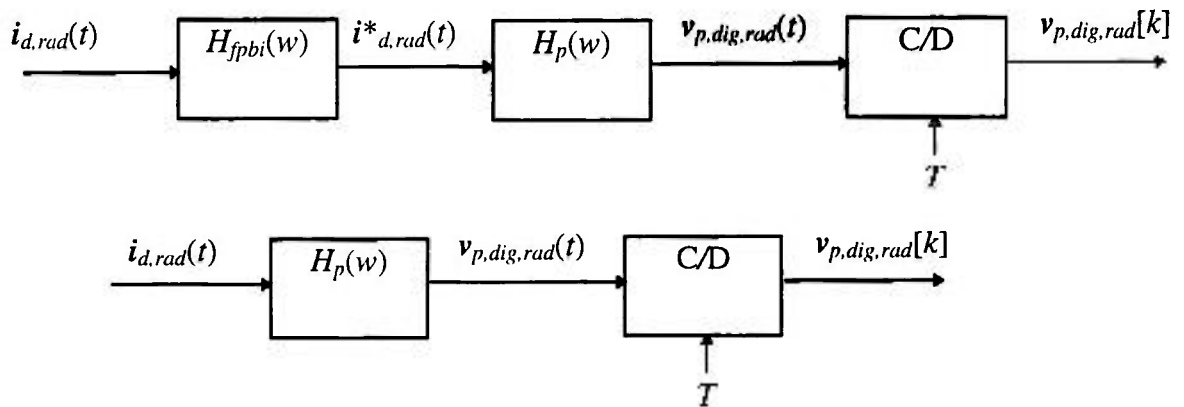 i_{d,rad}(t) H_{fpbi}(w) i*_{d,rad}(t) H_p(w) v_{p,dig,rad}(t) C/D v_{p,dig,rad}[k]
T
i_{d,rad}(t) H_p(w) v_{p,dig,rad}(t) C/D v_{p,dig,rad}[k]
T